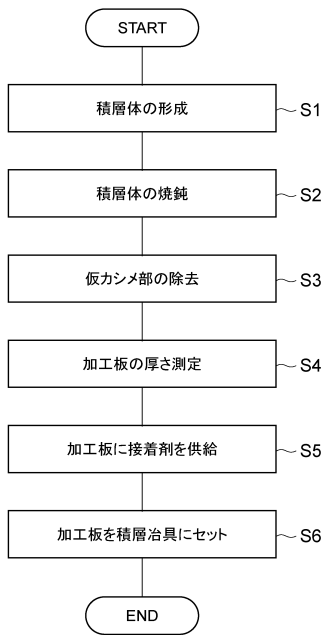 START
積層体の形成
S1
積層体の焼鈍
S2
仮カシメ部の除去
S3
加工板の厚さ測定
S4
加工板に接着剤を供給
S5
加工板を積層冶具にセット
S6
END